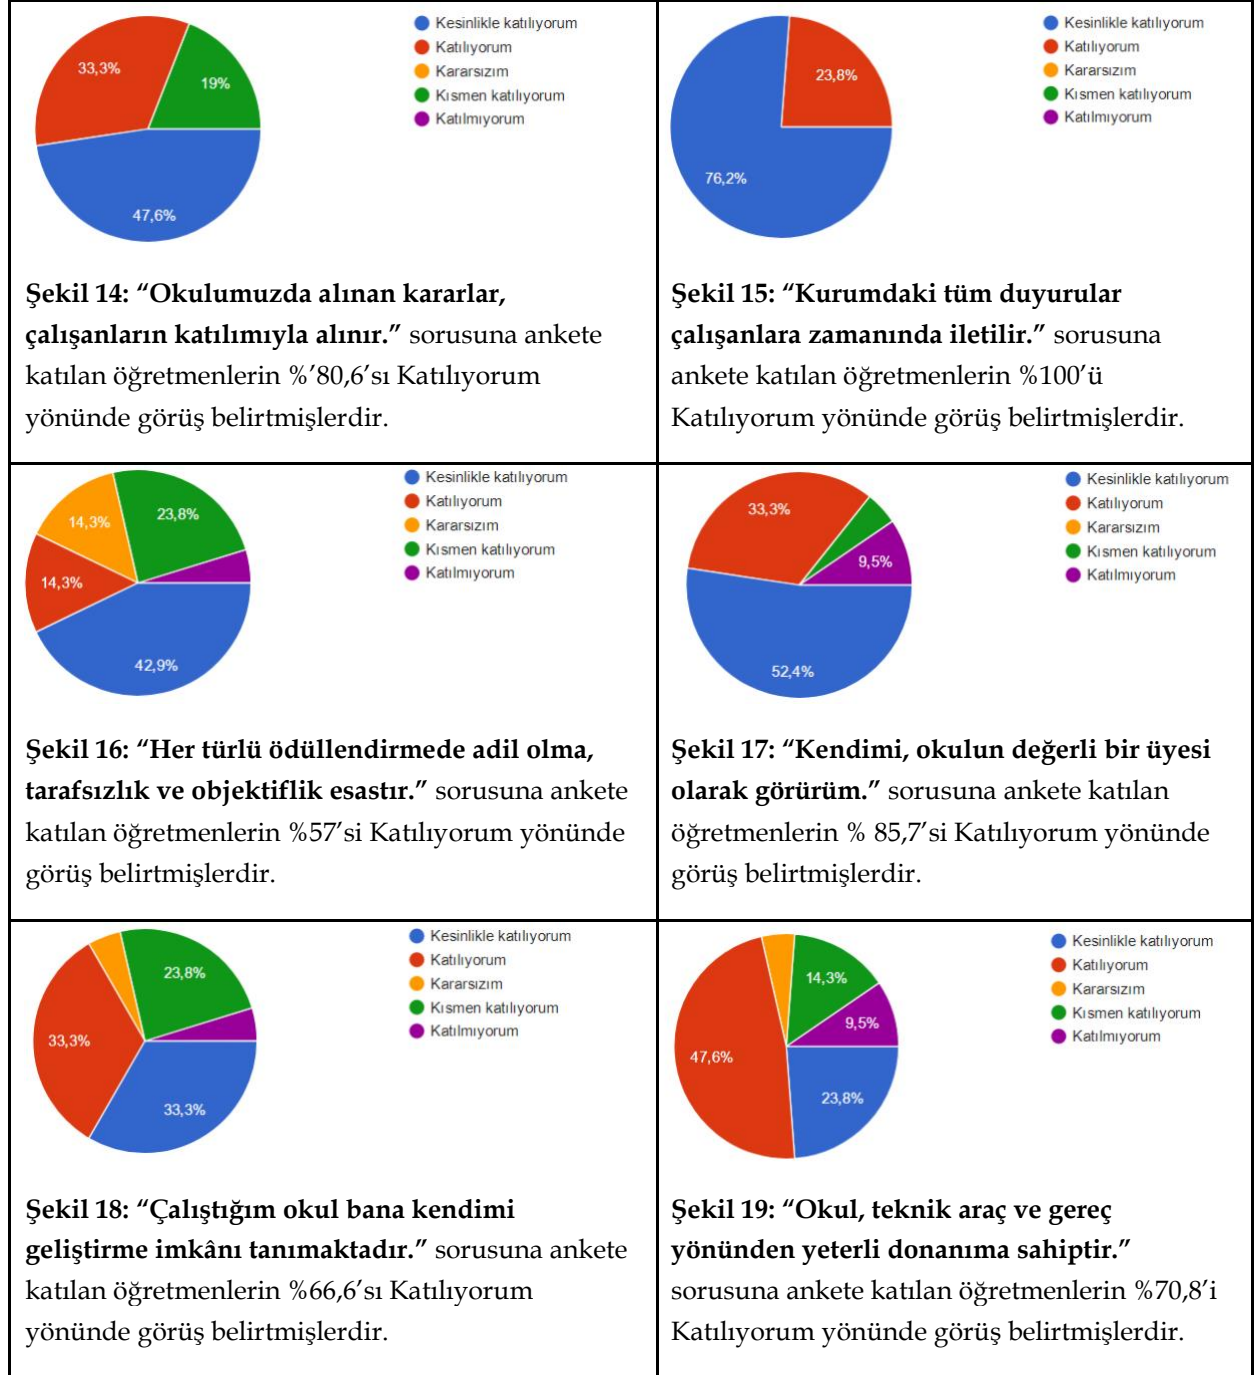 Kesinlikle katılıyorum
Katılıyorum
Kararsızım
Kısmen katılıyorum
Katılmıyorum
33,3%
19%
47,6%
Şekil 14: “Okulumuzda alınan kararlar,
çalışanların katılımıyla alınır.” sorusuna ankete
katılan öğretmenlerin %’80,6’sı Katılıyorum
yönünde görüş belirtmişlerdir.
Kesinlikle katılıyorum
Katılıyorum
Kararsızım
Kısmen katılıyorum
Katılmıyorum
23,8%
76,2%
Şekil 15: “Kurumdaki tüm duyurular
çalışanlara zamanında iletilir.” sorusuna
ankete katılan öğretmenlerin %100’ü
Katılıyorum yönünde görüş belirtmişlerdir.
Kesinlikle katılıyorum
Katılıyorum
Kararsızım
Kısmen katılıyorum
Katılmıyorum
14,3%
23,8%
14,3%
42,9%
Şekil 16: “Her türlü ödüllendirmede adil olma,
tarafsızlık ve objektiflik esastır.” sorusuna ankete
katılan öğretmenlerin %57’si Katılıyorum yönünde
görüş belirtmişlerdir.
Kesinlikle katılıyorum
Katılıyorum
Kararsızım
Kısmen katılıyorum
Katılmıyorum
33,3%
9,5%
52,4%
Şekil 17: “Kendimi, okulun değerli bir üyesi
olarak görürüm.” sorusuna ankete katılan
öğretmenlerin % 85,7’si Katılıyorum yönünde
görüş belirtmişlerdir.
Kesinlikle katılıyorum
Katılıyorum
Kararsızım
Kısmen katılıyorum
Katılmıyorum
23,8%
33,3%
33,3%
Şekil 18: “Çalıştığım okul bana kendimi
geliştirme imkânı tanımaktadır.” sorusuna ankete
katılan öğretmenlerin %66,6’sı Katılıyorum
yönünde görüş belirtmişlerdir.
Kesinlikle katılıyorum
Katılıyorum
Kararsızım
Kısmen katılıyorum
Katılmıyorum
14,3%
9,5%
47,6%
23,8%
Şekil 19: “Okul, teknik araç ve gereç
yönünden yeterli donanıma sahiptir.”
sorusuna ankete katılan öğretmenlerin %70,8’i
Katılıyorum yönünde görüş belirtmişlerdir.